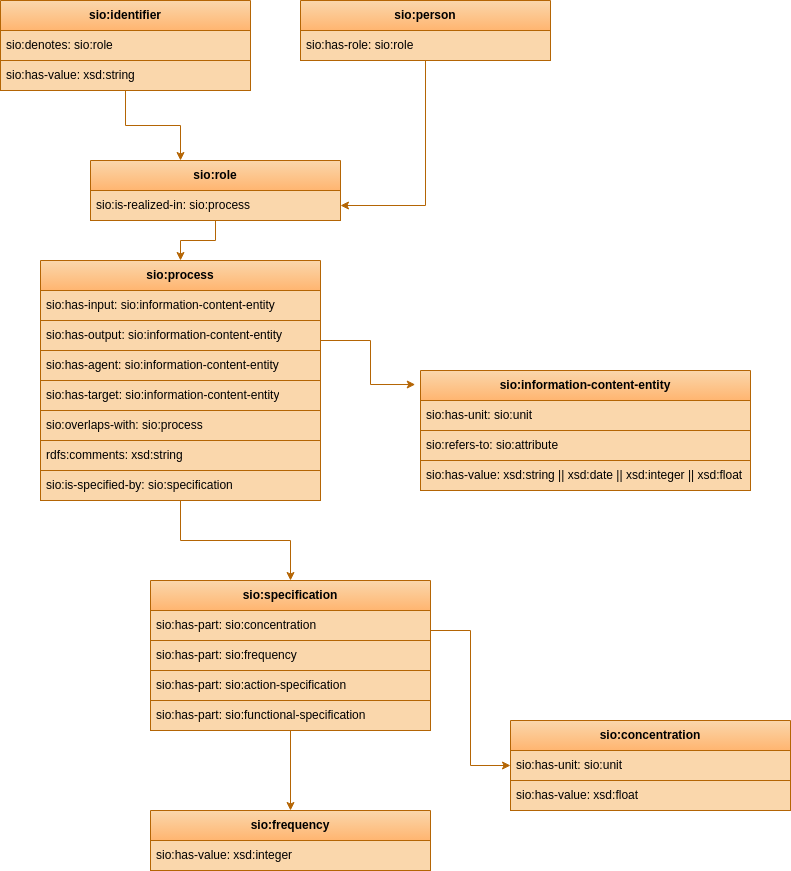 sio:identifier
sio:denotes: sio:role
sio:has-value: xsd:string
sio:person
sio:has-role: sio:role
sio:role
sio:is-realized-in: sio:process
sio:process
sio:has-input: sio:information-content-entity
sio:has-output: sio:information-content-entity
sio:has-agent: sio:information-content-entity
sio:has-target: sio:information-content-entity
sio:overlaps-with: sio:process
rdfs:comments: xsd:string
sio:is-specified-by: sio:specification
sio:information-content-entity
sio:has-unit: sio:unit
sio:refers-to: sio:attribute
sio:has-value: xsd:string || xsd:date || xsd:integer || xsd:float
sio:specification
sio:has-part: sio:concentration
sio:has-part: sio:frequency
sio:has-part: sio:action-specification
sio:has-part: sio:functional-specification
sio:concentration
sio:has-unit: sio:unit
sio:has-value: xsd:float
sio:frequency
sio:has-value: xsd:integer